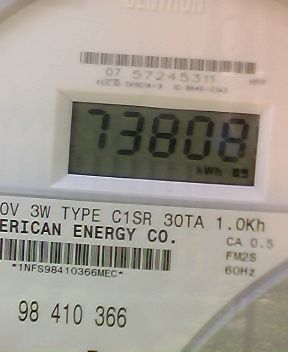 CENTRON
07 57245311
73808
kWh
0V 3W TYPE C1SR 30TA 1.0Kh
ERICAN ENERGY CO.
CA 0.5
FM2S
60Hz
*1NFS98410366MEC*
98 410 366